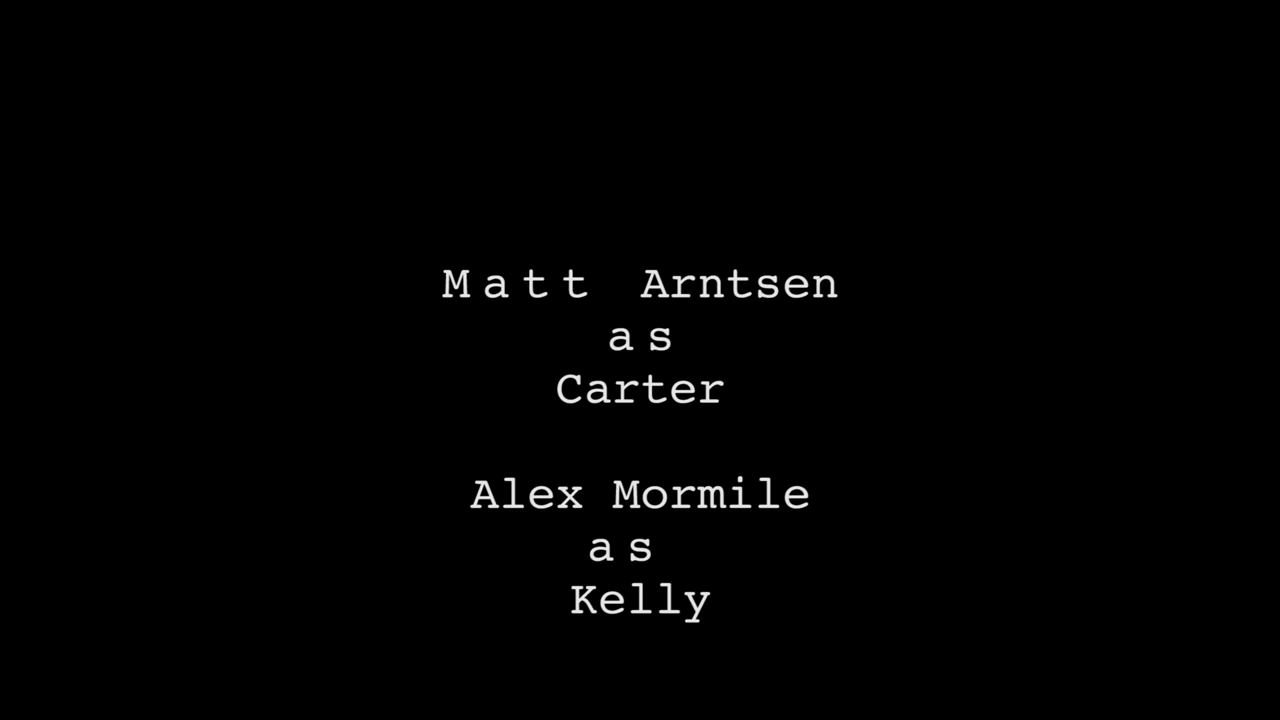 Matt Arntsen
as
Carter
Alex Mormile
as
Kelly